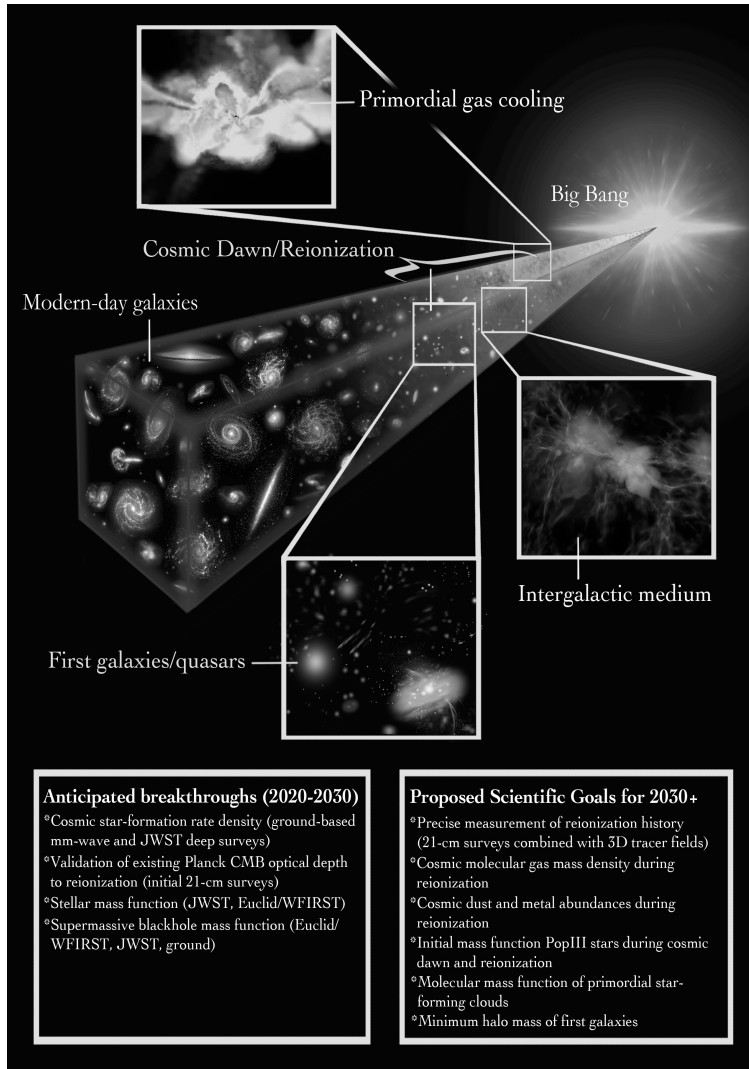 Primordial gas cooling
Big Bang
Cosmic Dawn/Reionization
Modern-day galaxies
Intergalactic medium
First galaxies/quasars
Anticipated breakthroughs (2020-2030)
*Cosmic star-formation rate density (ground-based
mm-wave and JWST deep surveys)
*Validation of existing Planck CMB optical depth
to reionization (initial 21-cm surveys)
*Stellar mass function (JWST, Euclid/WFIRST)
*Supermassive blackhole mass function (Euclid/
WFIRST, JWST, ground)
Proposed Scientific Goals for 2030+
*Precise measurement of reionization history
(21-cm surveys combined with 3D tracer fields)
*Cosmic molecular gas mass density during
reionization
*Cosmic dust and metal abundances during
reionization
*Initial mass function PopIII stars during cosmic
dawn and reionization
*Molecular mass function of primordial star-
forming clouds
*Minimum halo mass of first galaxies